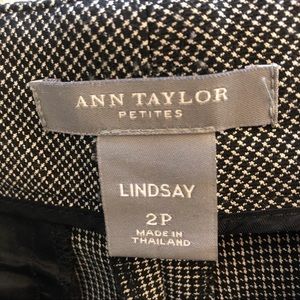 ANN TAYLOR
PETITES
LINDSAY
2P
MADE IN
THAILAND